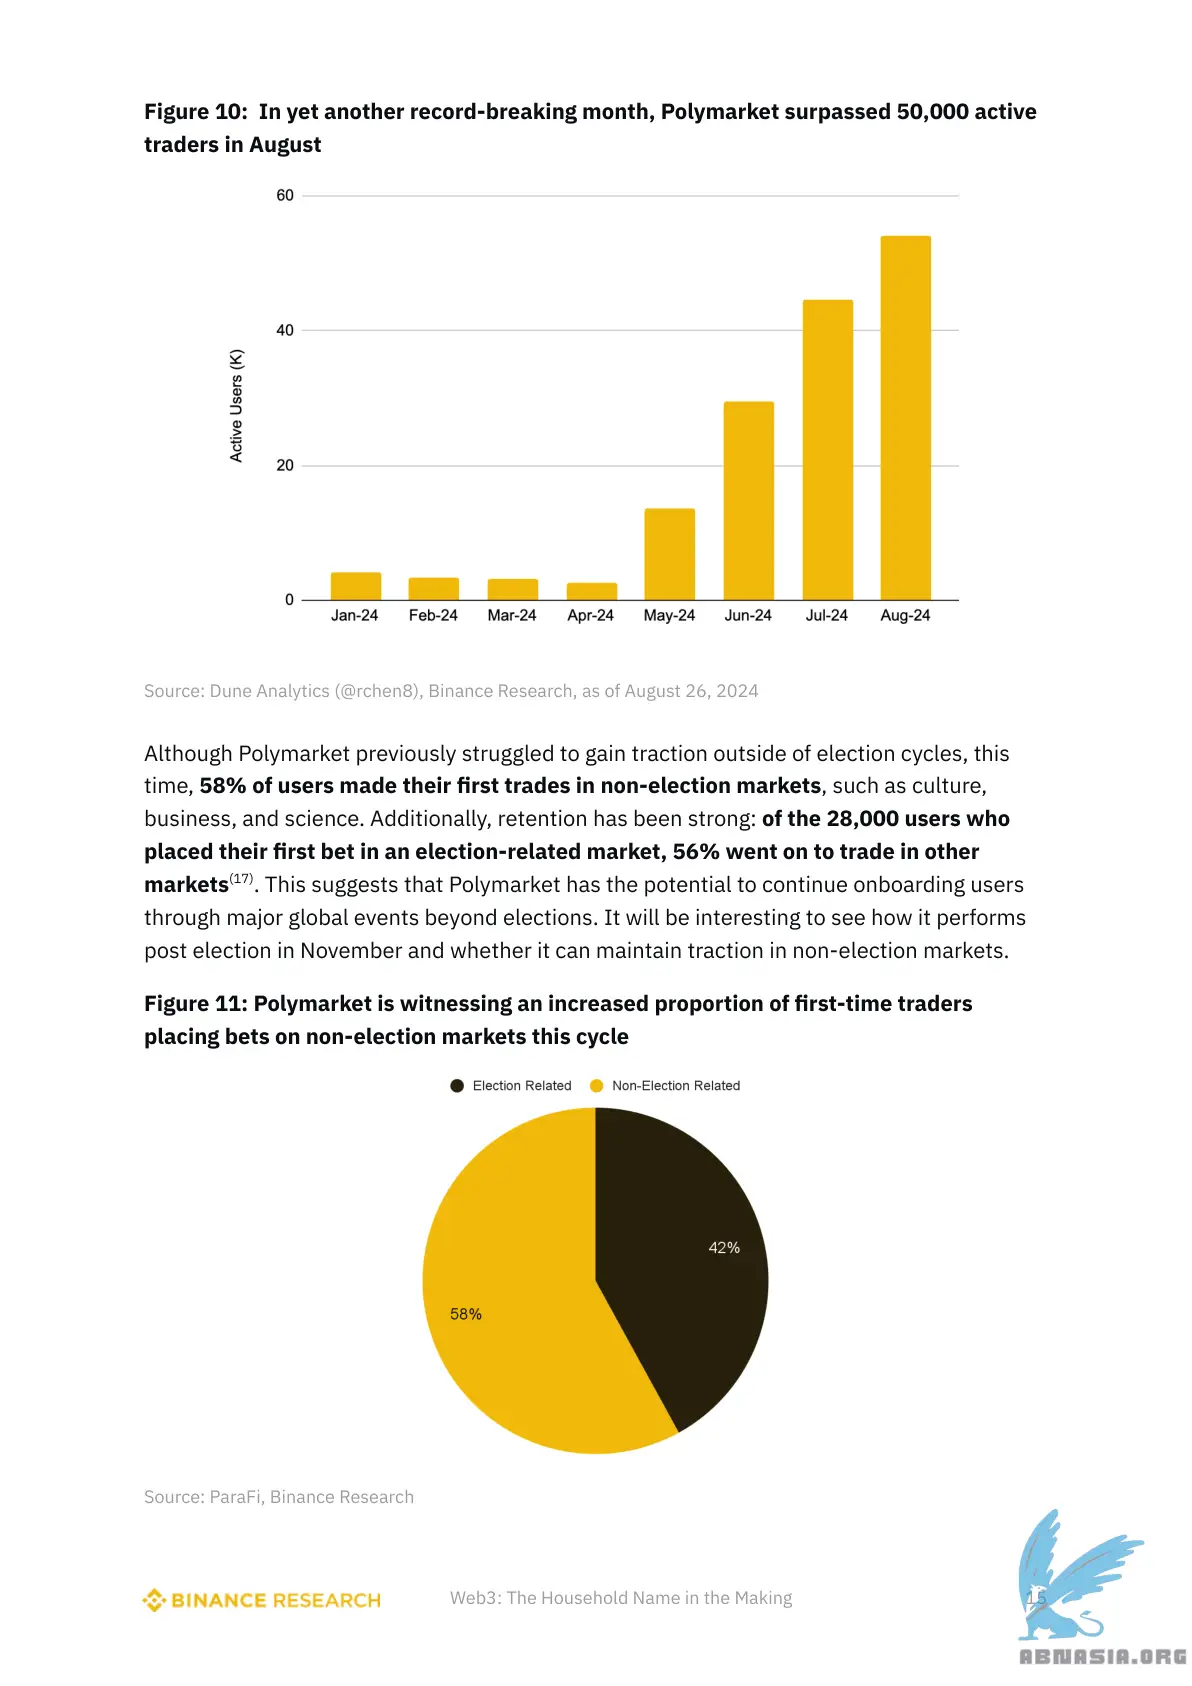 Figure 10:  In yet another record-breaking month, Polymarket surpassed 50,000 active
traders in August
60
40
20
0
Active Users (K)
Jan-24 Feb-24 Mar-24 Apr-24 May-24 Jun-24 Jul-24 Aug-24
Source: Dune Analytics (@rchen8), Binance Research, as of August 26, 2024
Although Polymarket previously struggled to gain traction outside of election cycles, this
time, 58% of users made their first trades in non-election markets, such as culture,
business, and science. Additionally, retention has been strong: of the 28,000 users who
placed their first bet in an election-related market, 56% went on to trade in other
markets(17). This suggests that Polymarket has the potential to continue onboarding users
through major global events beyond elections. It will be interesting to see how it performs
post election in November and whether it can maintain traction in non-election markets.
Figure 11: Polymarket is witnessing an increased proportion of first-time traders
placing bets on non-election markets this cycle
Election Related Non-Election Related
42%
58%
Source: ParaFi, Binance Research
BINANCE RESEARCH
Web3: The Household Name in the Making
15
ABNASIA.ORG